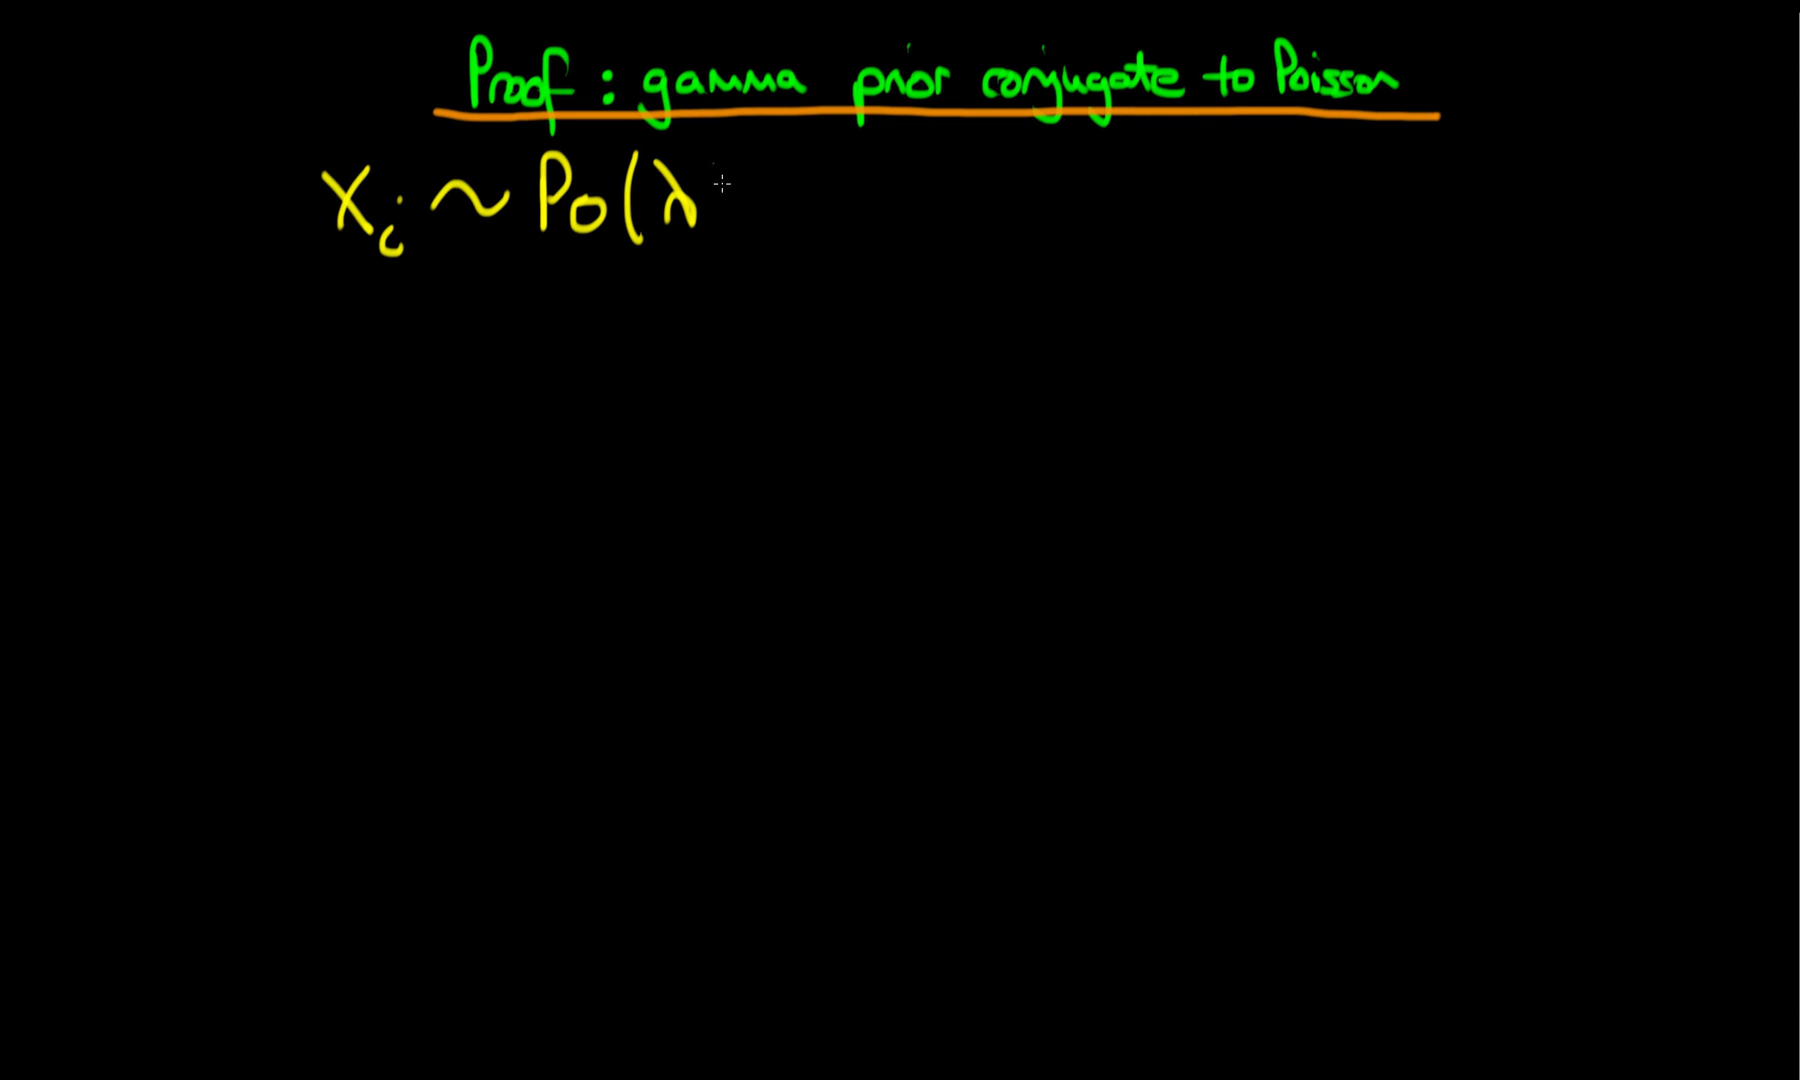 Proof : gamma prior conjugate to Poisson
Xᵢ ~ Po(λ